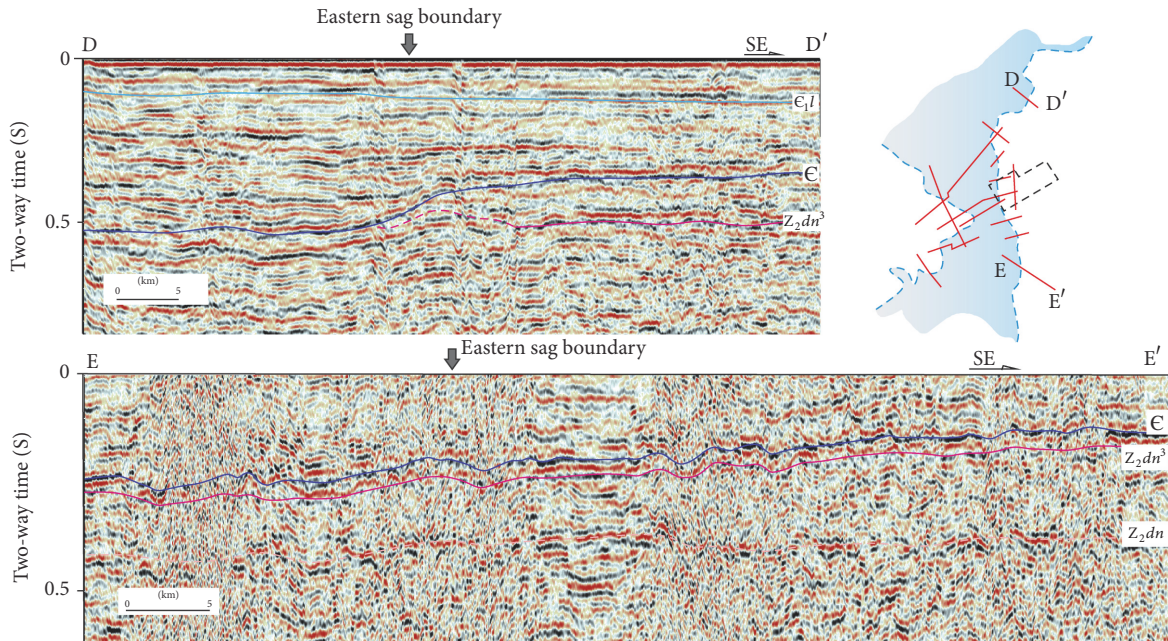 Eastern sag boundary
D
SE
D′
0
Є₁l
Є
0.5
Z₂dn³
Two-way time (S)
(km)
0 5
D
D′
E
E′
Eastern sag boundary
E
SE
E′
0
Є
Z₂dn³
Z₂dn
0.5
Two-way time (S)
(km)
0 5